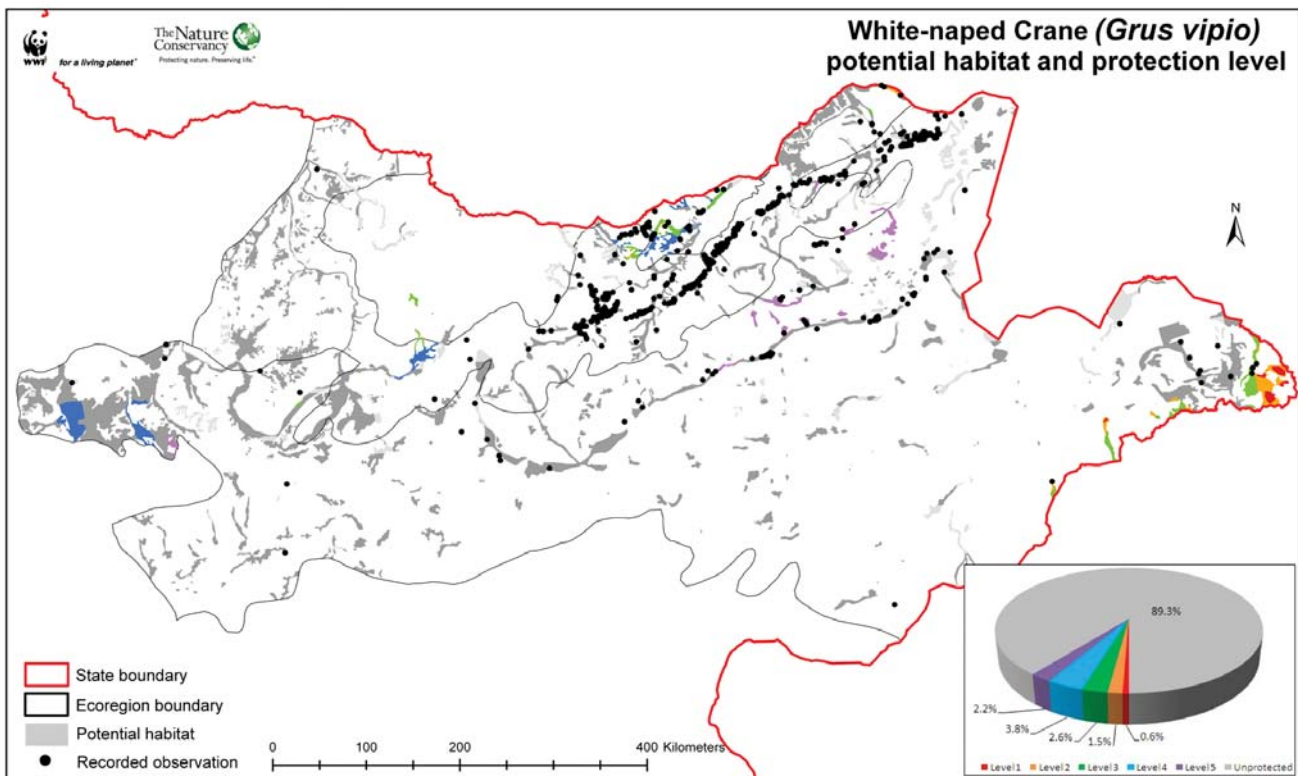 WWF
for a living planet®
The Nature
Conservancy
Protecting nature. Preserving life.™
White-naped Crane (Grus vipio)
potential habitat and protection level
N
State boundary
Ecoregion boundary
Potential habitat
Recorded observation
0 100 200 400 Kilometers
89.3%
2.2%
3.8%
2.6%
1.5%
0.6%
Level1 Level2 Level3 Level4 Level5 Unprotected